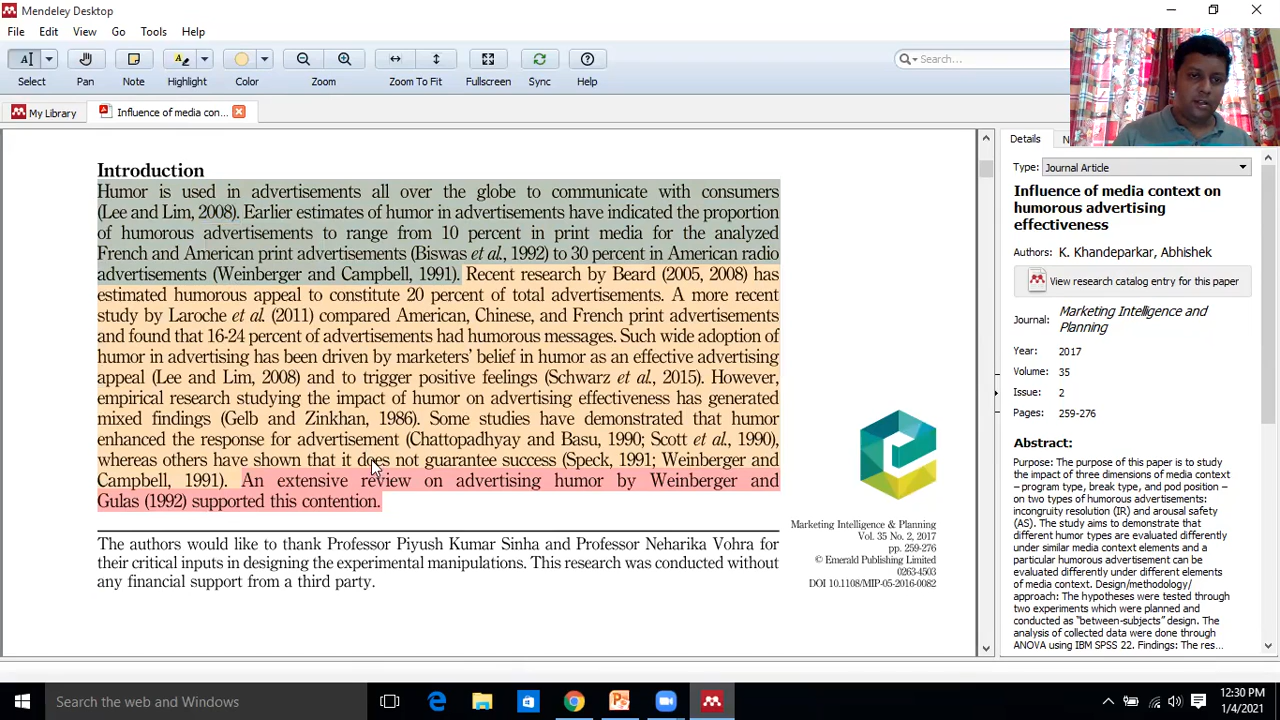 Mendeley Desktop
File Edit View Go Tools Help
Select Pan Note Highlight Color Zoom Zoom To Fit Fullscreen Sync Help
Search...
My Library
Influence of media con...
Introduction
Humor is used in advertisements all over the globe to communicate with consumers
(Lee and Lim, 2008). Earlier estimates of humor in advertisements have indicated the proportion
of humorous advertisements to range from 10 percent in print media for the analyzed
French and American print advertisements (Biswas et al., 1992) to 30 percent in American radio
advertisements (Weinberger and Campbell, 1991). Recent research by Beard (2005, 2008) has
estimated humorous appeal to constitute 20 percent of total advertisements. A more recent
study by Laroche et al. (2011) compared American, Chinese, and French print advertisements
and found that 16-24 percent of advertisements had humorous messages. Such wide adoption of
humor in advertising has been driven by marketers' belief in humor as an effective advertising
appeal (Lee and Lim, 2008) and to trigger positive feelings (Schwarz et al., 2015). However,
empirical research studying the impact of humor on advertising effectiveness has generated
mixed findings (Gelb and Zinkhan, 1986). Some studies have demonstrated that humor
enhanced the response for advertisement (Chattopadhyay and Basu, 1990; Scott et al., 1990),
whereas others have shown that it does not guarantee success (Speck, 1991; Weinberger and
Campbell, 1991). An extensive review on advertising humor by Weinberger and
Gulas (1992) supported this contention.
The authors would like to thank Professor Piyush Kumar Sinha and Professor Neharika Vohra for
their critical inputs in designing the experimental manipulations. This research was conducted without
any financial support from a third party.
Marketing Intelligence & Planning
Vol. 35 No. 2, 2017
pp. 259-276
© Emerald Publishing Limited
0263-4503
DOI 10.1108/MIP-05-2016-0082
Details
Type: Journal Article
Influence of media context on
humorous advertising
effectiveness
Authors: K. Khandeparkar, Abhishek
View research catalog entry for this paper
Journal: Marketing Intelligence and
Planning
Year: 2017
Volume: 35
Issue: 2
Pages: 259-276
Abstract:
Purpose: The purpose of this paper is to study
the impact of three dimensions of media context
– program type, break type, and pod position –
on two types of humorous advertisements:
incongruity resolution (IR) and arousal safety
(AS). The study aims to demonstrate that
different humor types are evaluated differently
under similar media context elements and a
particular humorous advertisement can be
evaluated differently under different elements
of media context. Design/methodology/
approach: The hypotheses were tested through
two experiments which were planned and
conducted as "between-subjects" design. The
analysis of collected data were done through
ANOVA using IBM SPSS 22. Findings: The res...
Search the web and Windows
12:30 PM
1/4/2021